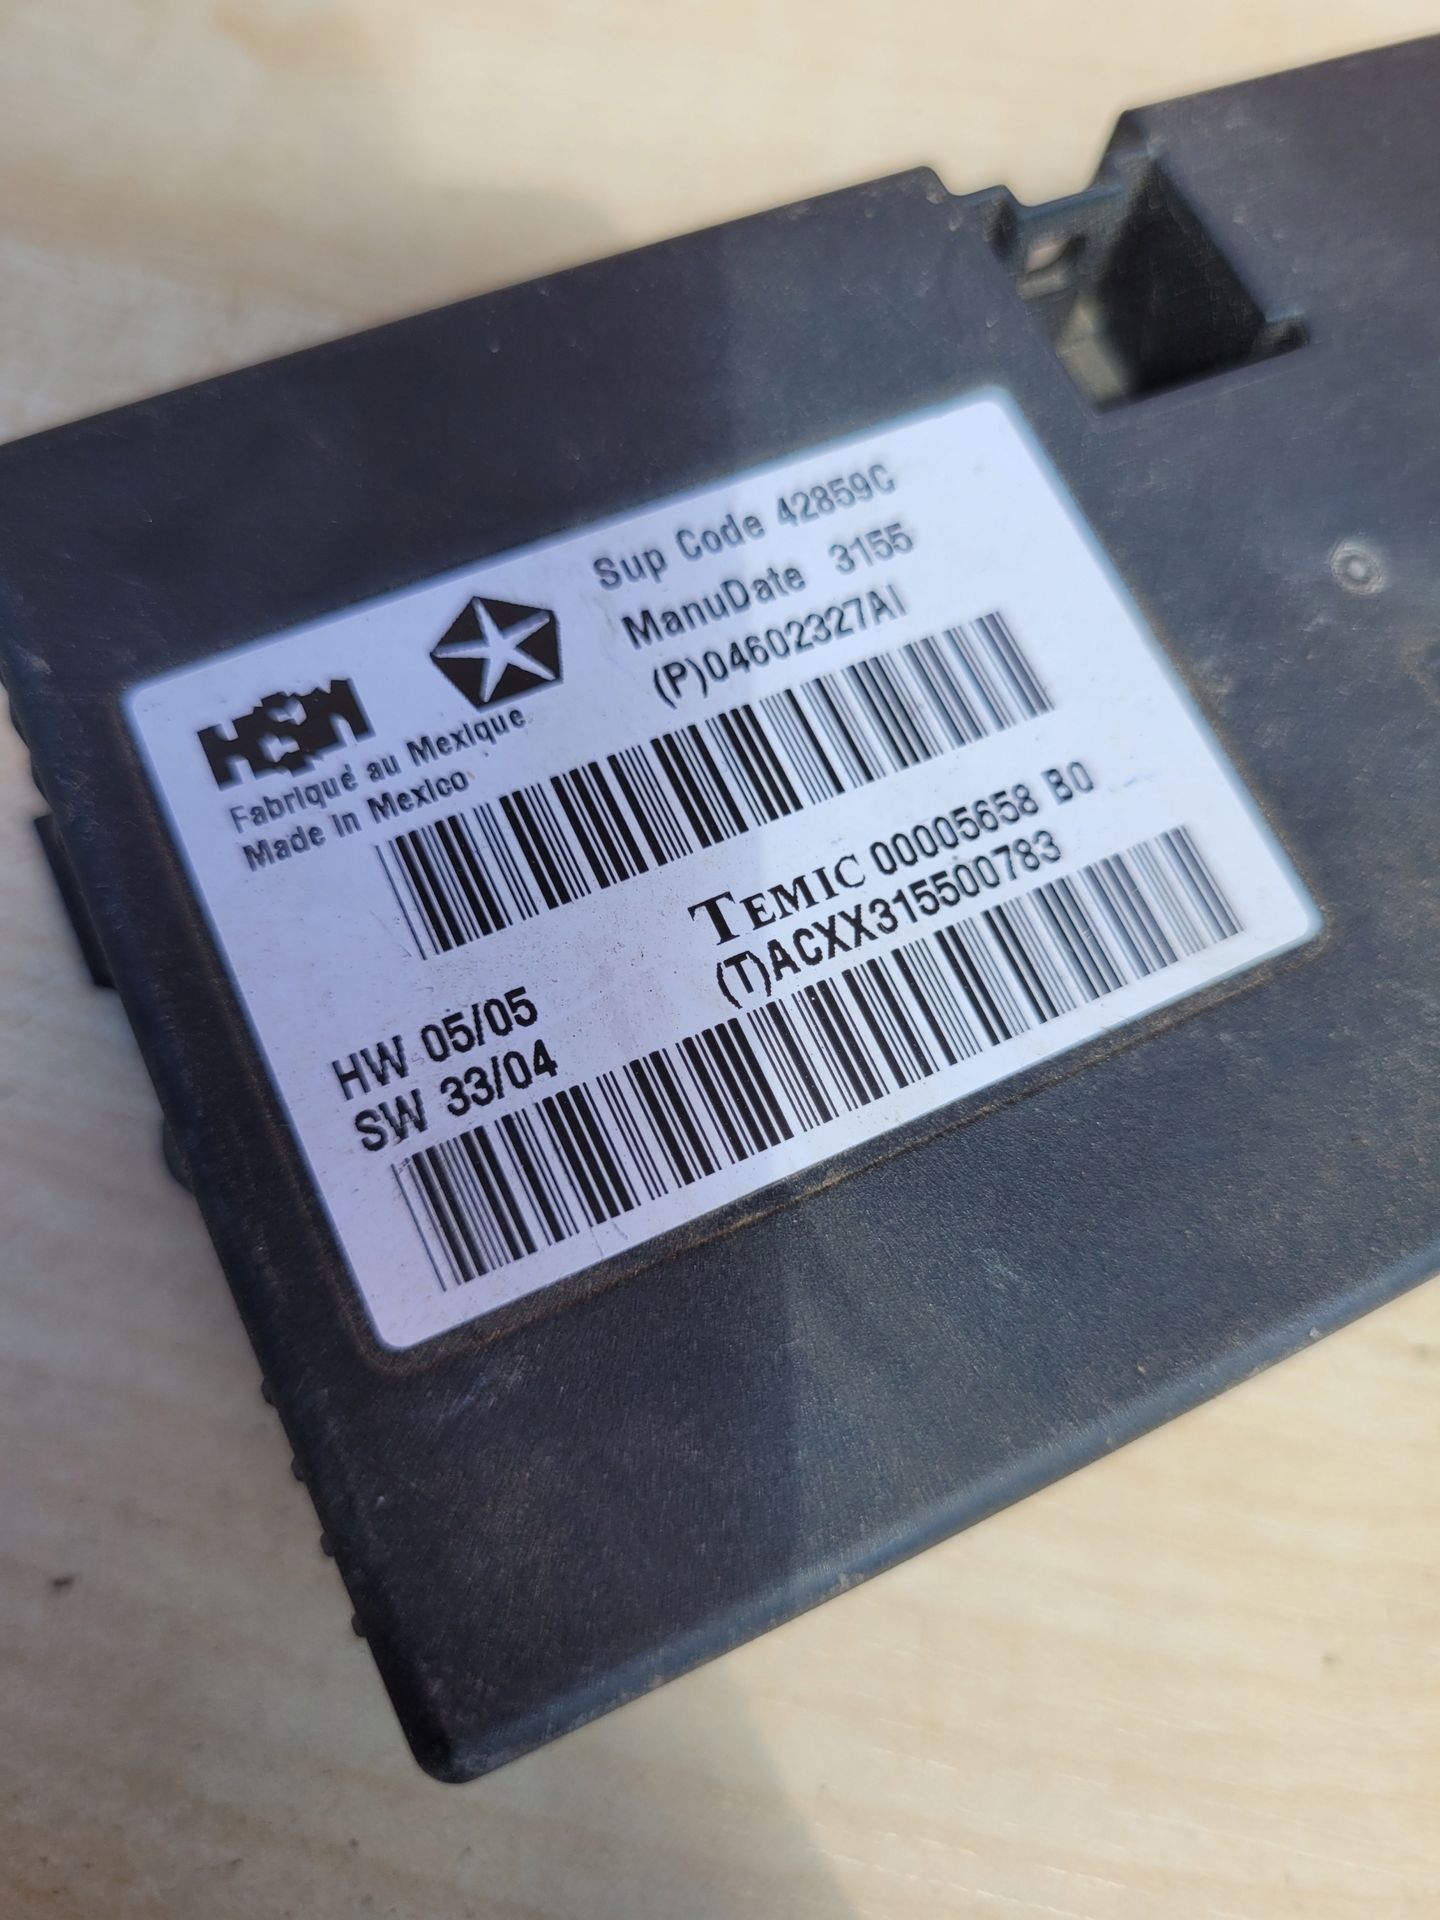 HSM
Fabriqué au Mexique
Made In Mexico
Sup Code 42859C
ManuDate 3155
(P)04602327AI
TEMIC 00005658 B0
(T)ACXX315500783
HW 05/05
SW 33/04